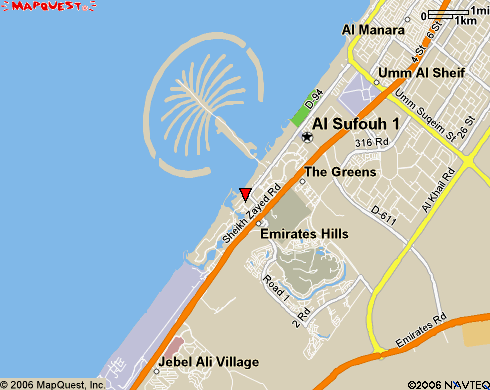 MAPQUEST
0 1mi
1km
Al Manara
4 St
6 St
Umm Al Sheif
D-94
Umm Suqeim St
26 St
Al Sufouh 1
316 Rd
The Greens
Al Khail Rd
D-611
Sheikh Zayed Rd
Emirates Hills
Road 1
2 Rd
Emirates Rd
Jebel Ali Village
© 2006 MapQuest, Inc.
©2006 NAVTEQ